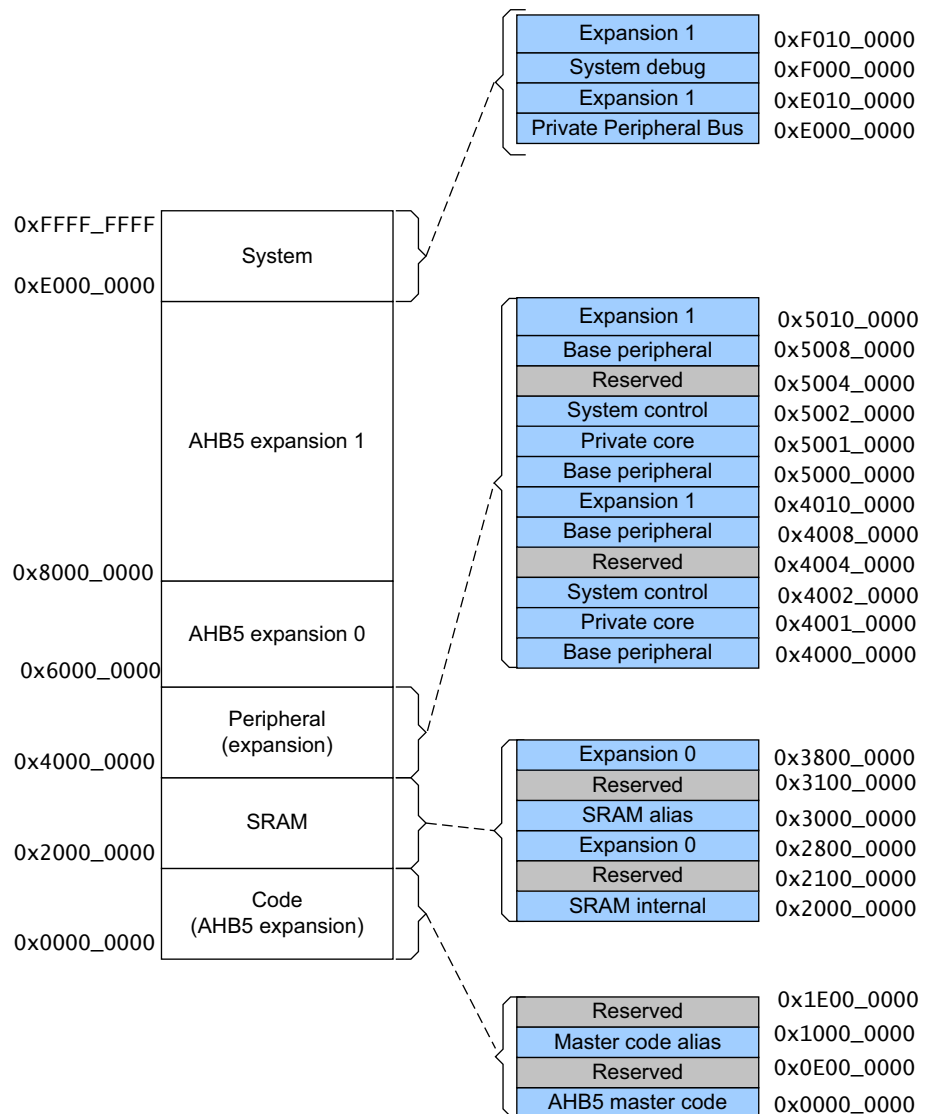 Expansion 1 0xF010_0000
System debug 0xF000_0000
Expansion 1 0xE010_0000
Private Peripheral Bus 0xE000_0000
0xFFFF_FFFF
System
0xE000_0000
AHB5 expansion 1
0x8000_0000
AHB5 expansion 0
0x6000_0000
Peripheral
(expansion)
0x4000_0000
SRAM
0x2000_0000
Code
(AHB5 expansion)
0x0000_0000
Expansion 1 0x5010_0000
Base peripheral 0x5008_0000
Reserved 0x5004_0000
System control 0x5002_0000
Private core 0x5001_0000
Base peripheral 0x5000_0000
Expansion 1 0x4010_0000
Base peripheral 0x4008_0000
Reserved 0x4004_0000
System control 0x4002_0000
Private core 0x4001_0000
Base peripheral 0x4000_0000
Expansion 0 0x3800_0000
Reserved 0x3100_0000
SRAM alias 0x3000_0000
Expansion 0 0x2800_0000
Reserved 0x2100_0000
SRAM internal 0x2000_0000
Reserved 0x1E00_0000
Master code alias 0x1000_0000
Reserved 0x0E00_0000
AHB5 master code 0x0000_0000